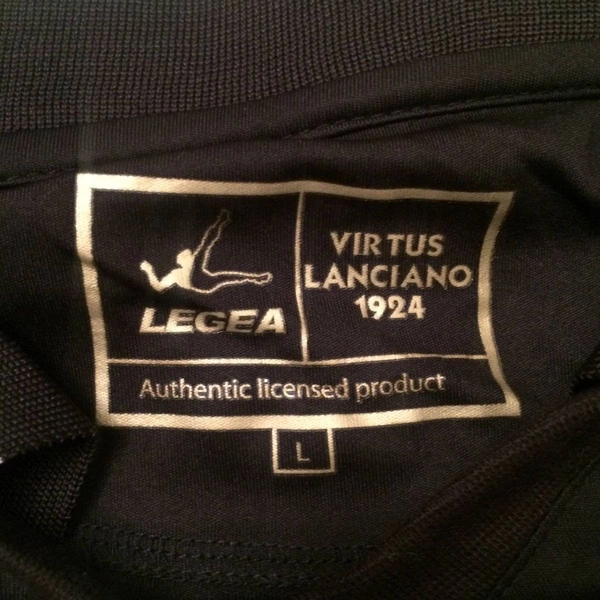 LEGEA
VIRTUS
LANCIANO
1924
Authentic licensed product
L